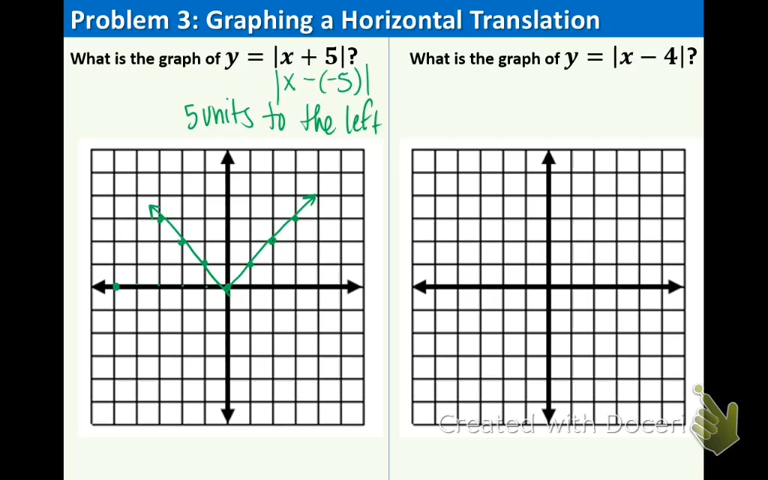 Problem 3: Graphing a Horizontal Translation
What is the graph of y = |x + 5|?
|x-(-5)|
5 units to the left
What is the graph of y = |x − 4|?
Created with Doceri